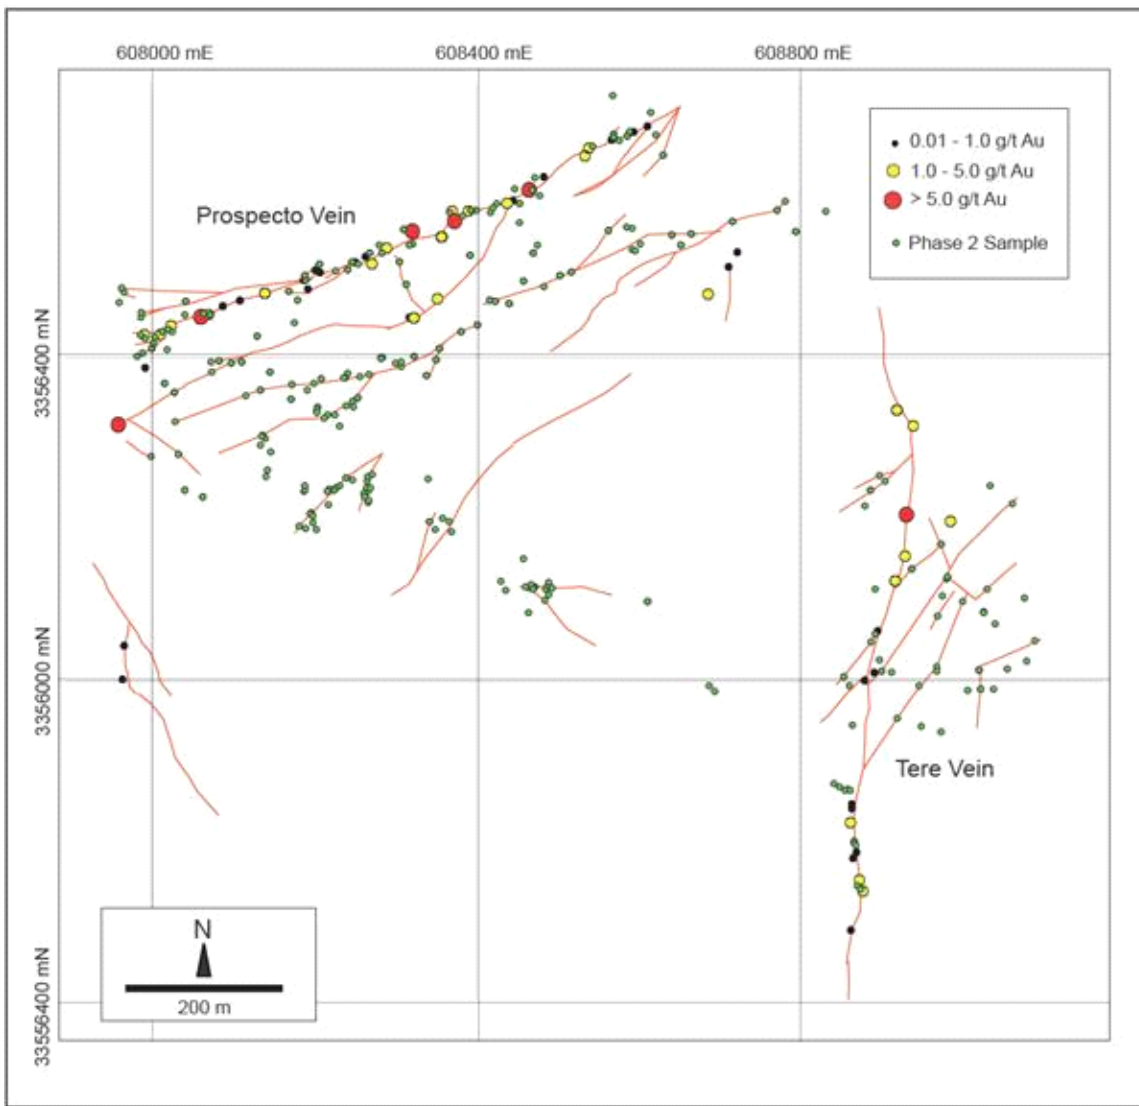 608000 mE 608400 mE 608800 mE
0.01 - 1.0 g/t Au
1.0 - 5.0 g/t Au
> 5.0 g/t Au
Phase 2 Sample
Prospecto Vein
3356400 mN
3356000 mN
Tere Vein
N
200 m
33556400 mN